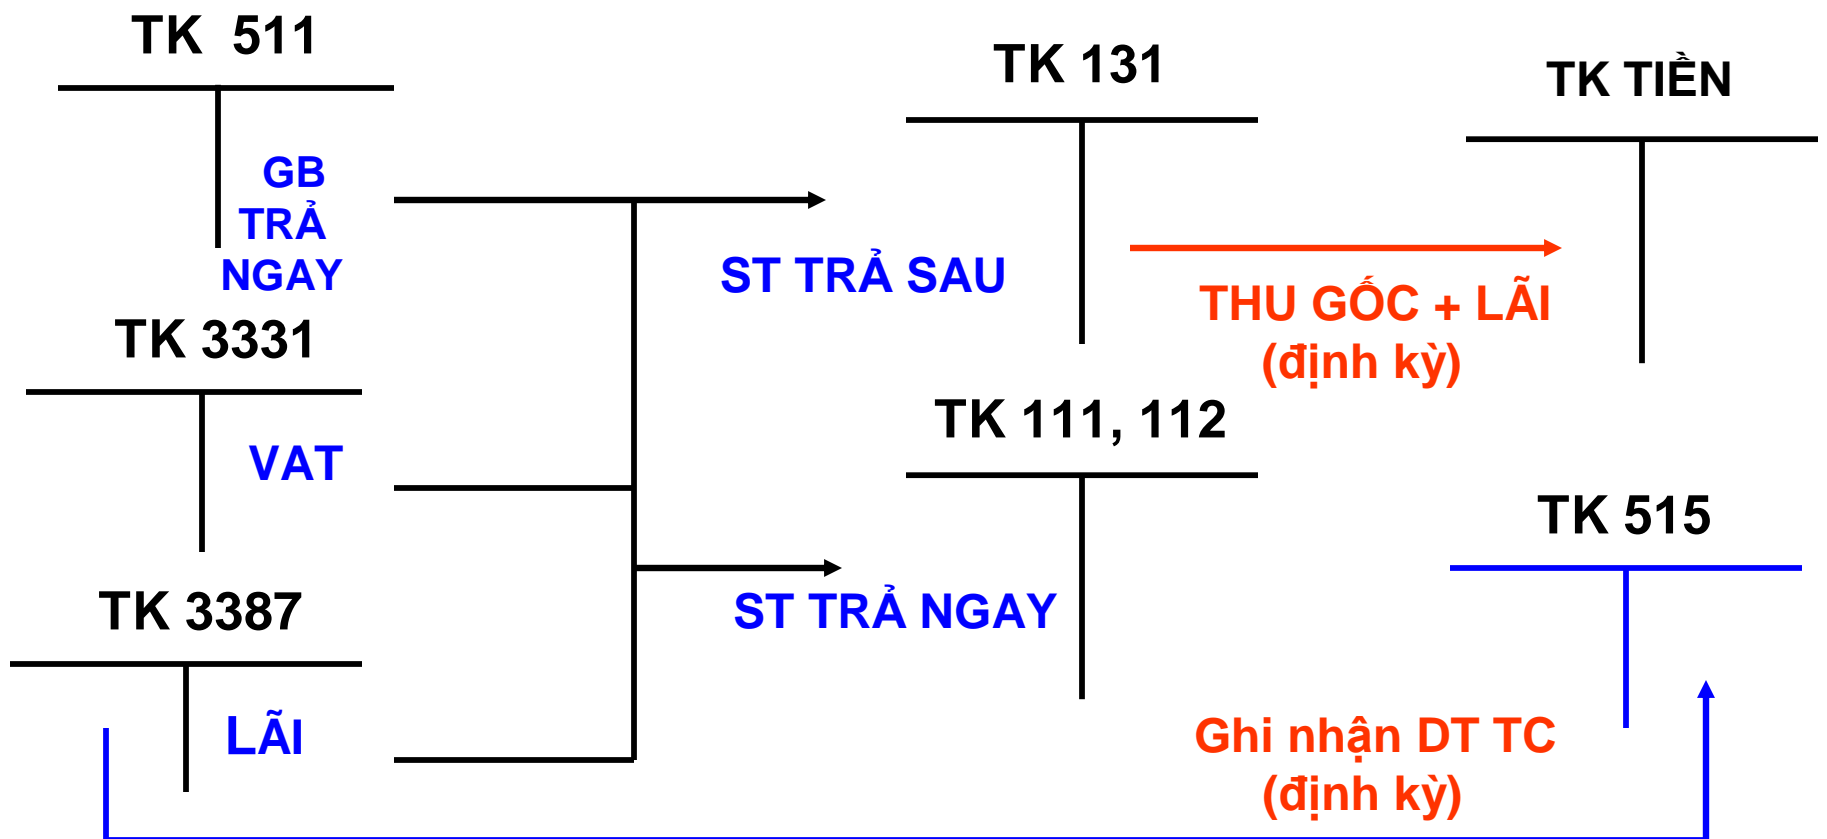 TK 511
GB
TRẢ
NGAY
TK 3331
VAT
TK 3387
LÃI
ST TRẢ SAU
ST TRẢ NGAY
TK 131
TK 111, 112
TK TIỀN
THU GỐC + LÃI
(định kỳ)
TK 515
Ghi nhận DT TC
(định kỳ)